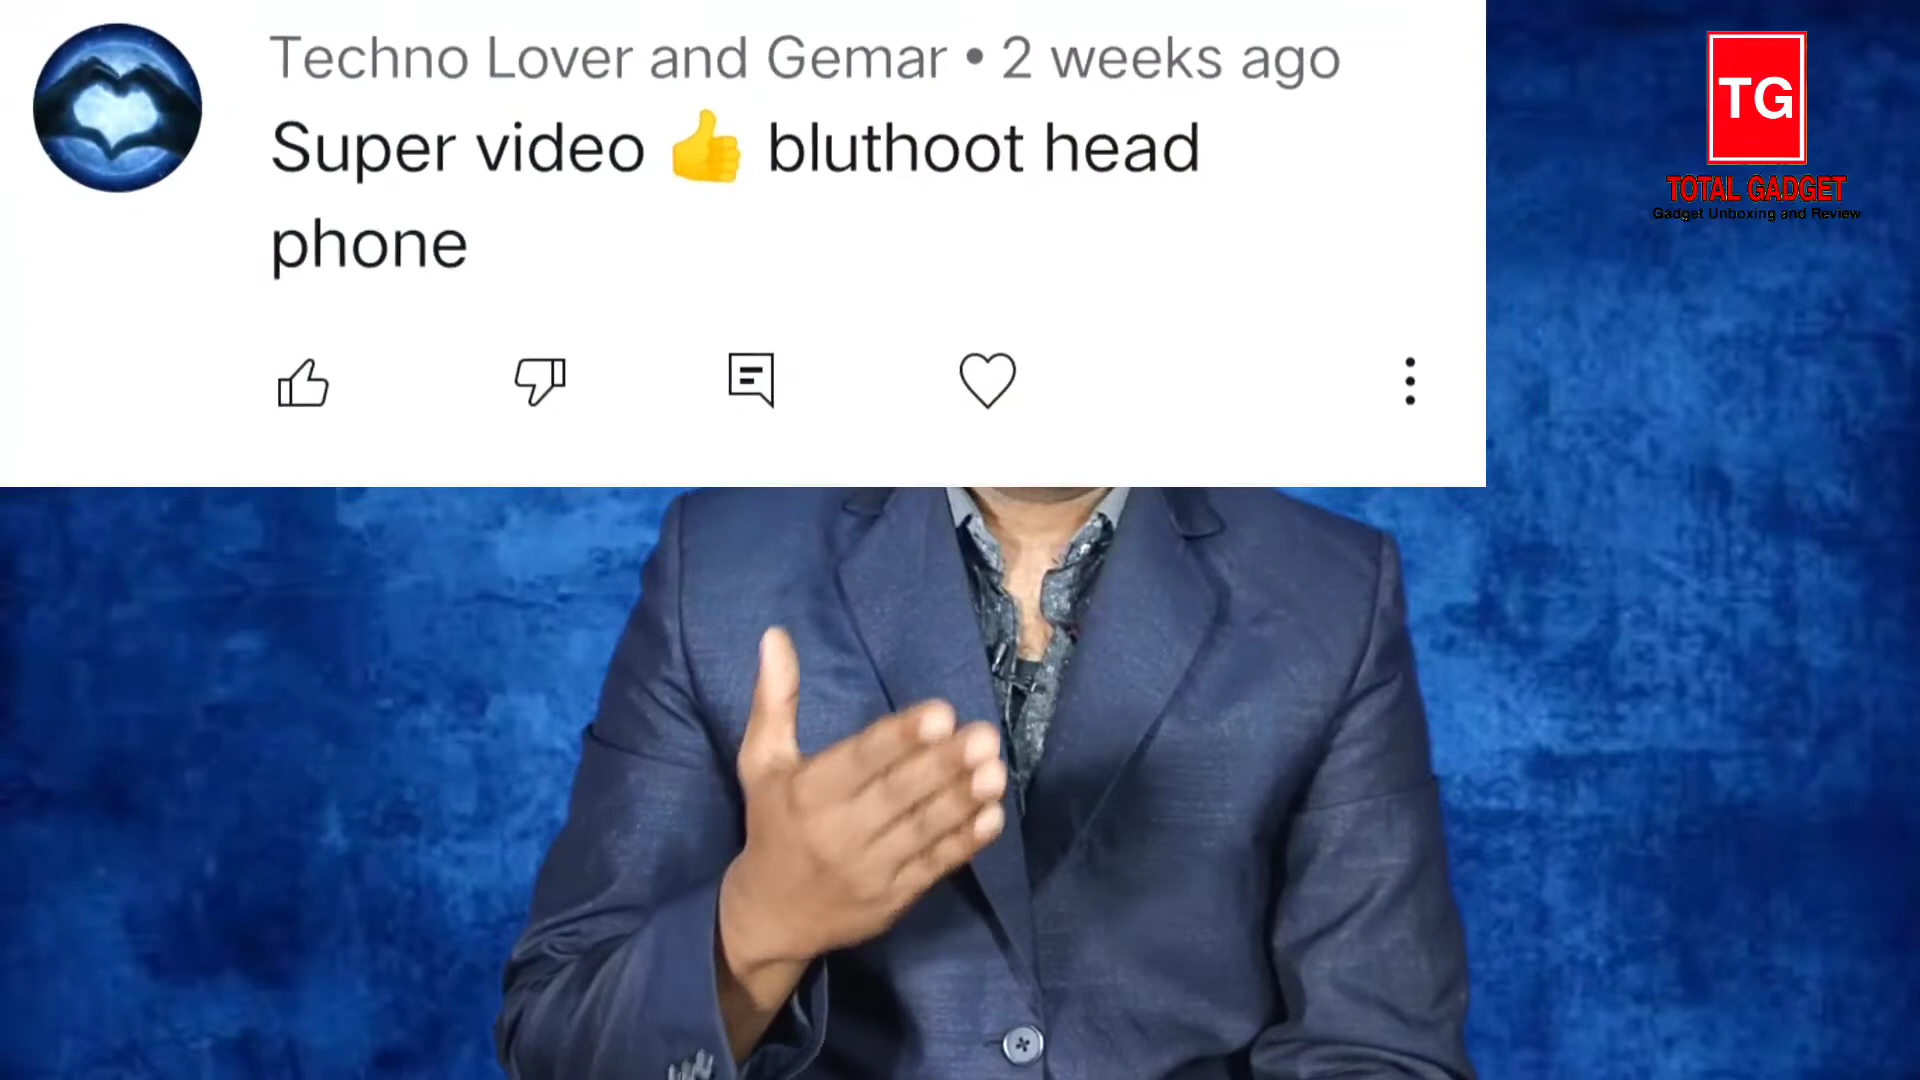 Techno Lover and Gemar • 2 weeks ago
Super video 👍 bluthoot head
phone
TG
TOTAL GADGET
Gadget Unboxing and Review